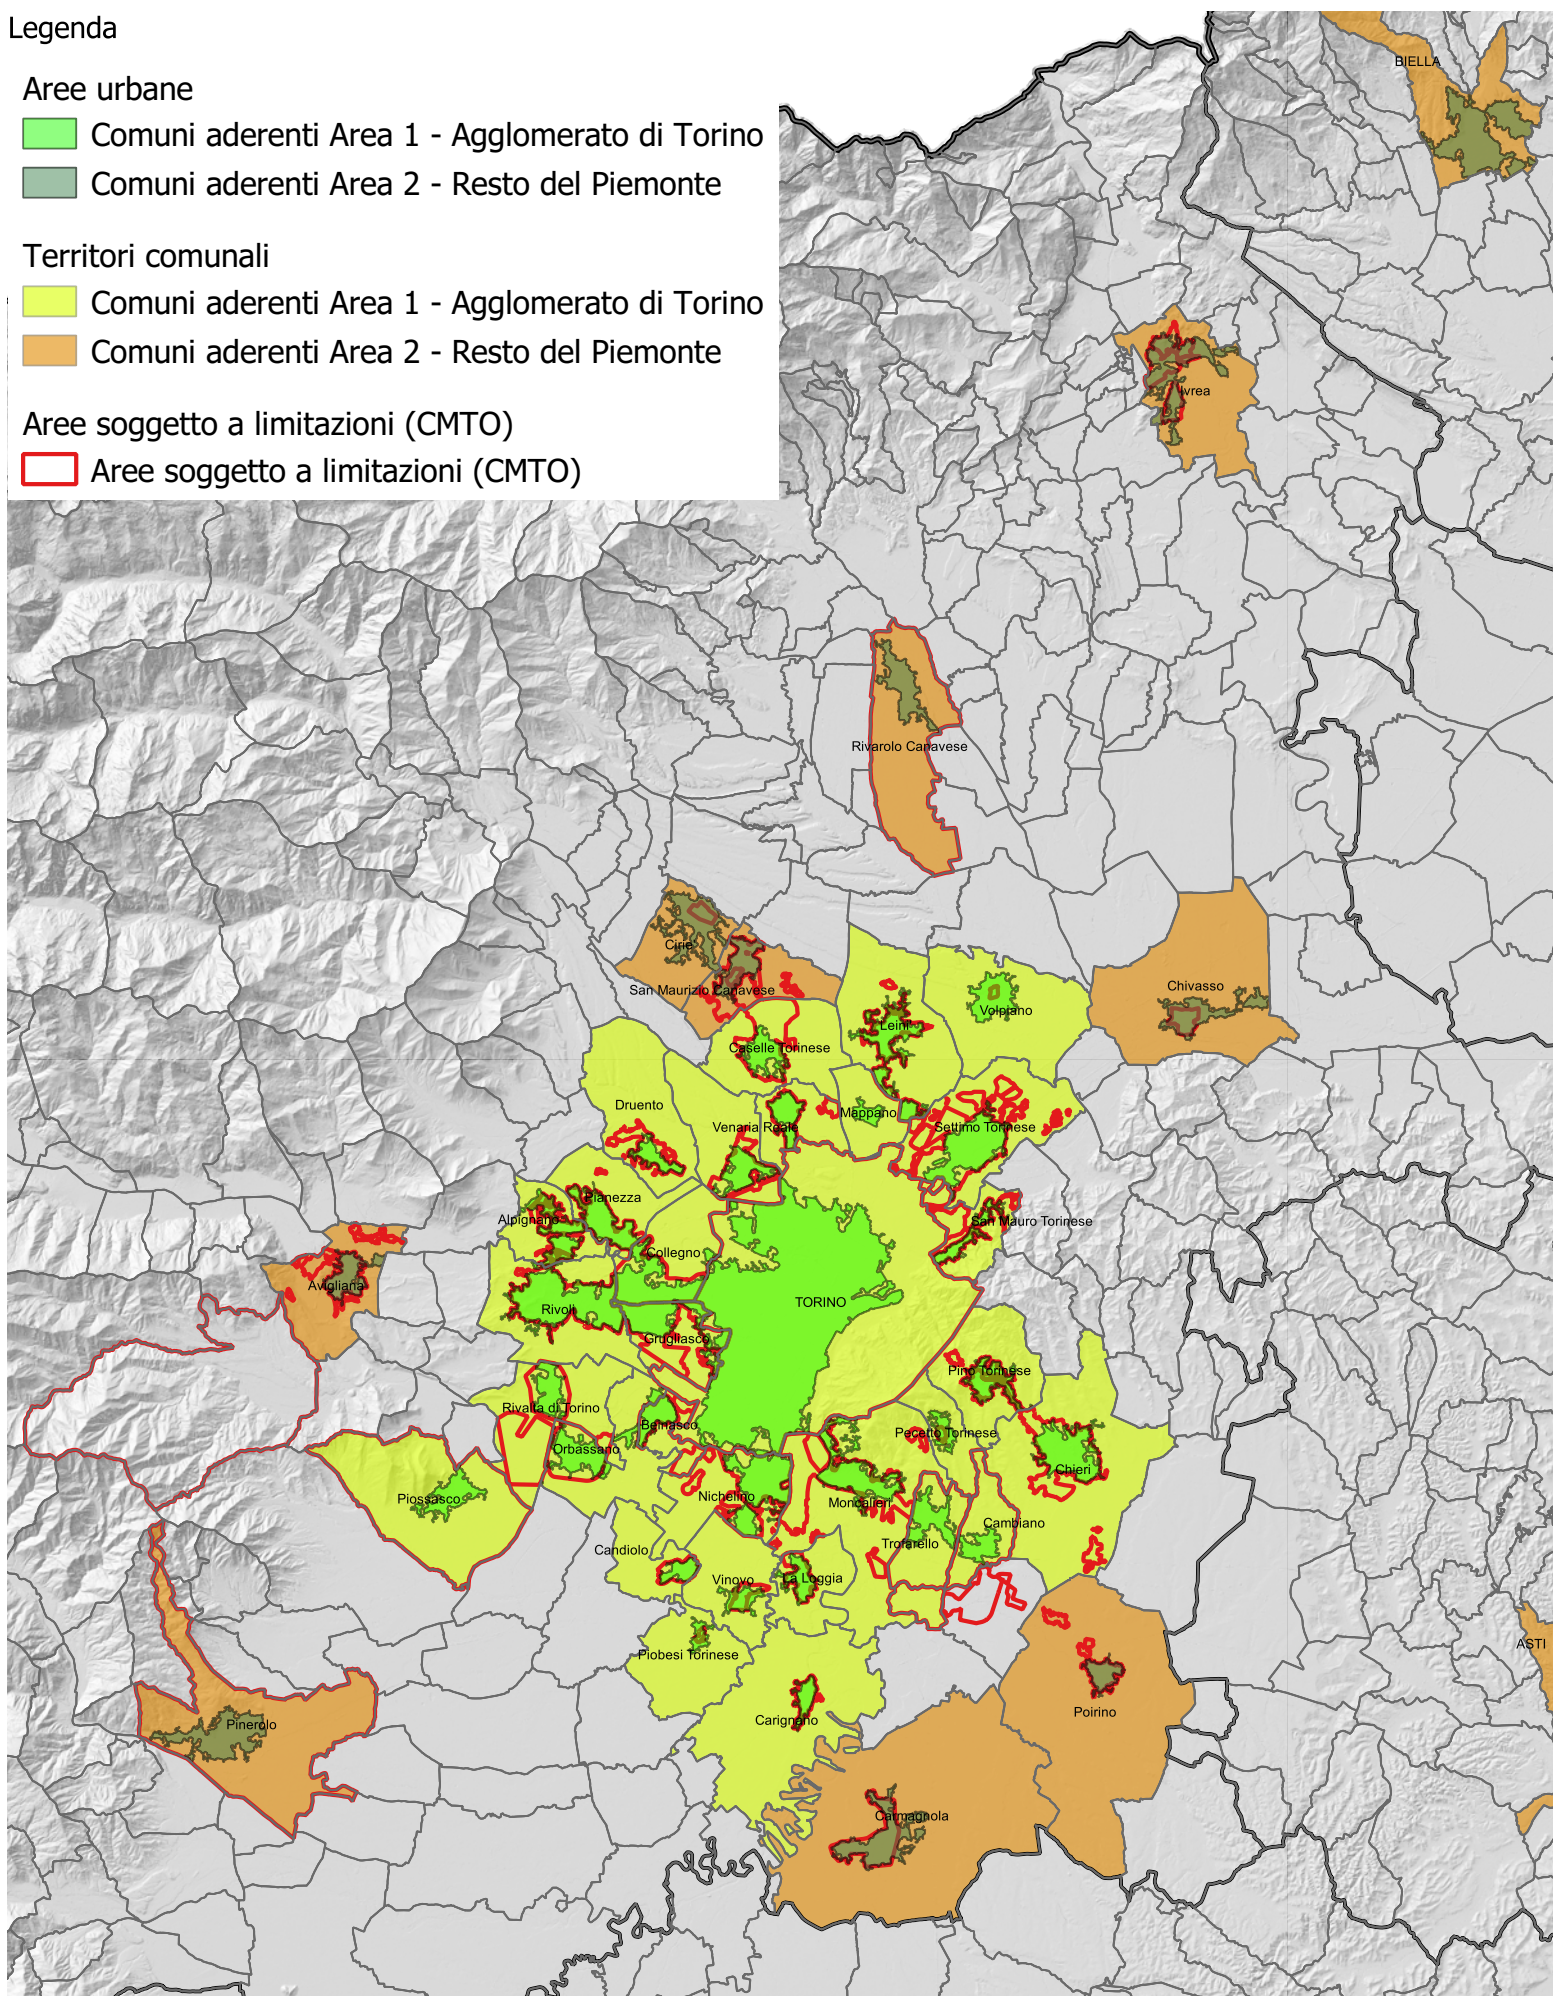 Legenda
Aree urbane
Comuni aderenti Area 1 - Agglomerato di Torino
Comuni aderenti Area 2 - Resto del Piemonte
Territori comunali
Comuni aderenti Area 1 - Agglomerato di Torino
Comuni aderenti Area 2 - Resto del Piemonte
Aree soggetto a limitazioni (CMTO)
Aree soggetto a limitazioni (CMTO)
BIELLA
Ivrea
Rivarolo Canavese
Ciriè
San Maurizio Canavese
Chivasso
Volpiano
Leini
Caselle Torinese
Druento
Mappano
Venaria Reale
Settimo Torinese
Pianezza
Alpignano
San Mauro Torinese
Collegno
Avigliana
TORINO
Rivoli
Grugliasco
Pino Torinese
Rivalta di Torino
Beinasco
Pecetto Torinese
Orbassano
Chieri
Piossasco
Nichelino
Moncalieri
Cambiano
Trofarello
Candiolo
Vinovo
La Loggia
ASTI
Piobesi Torinese
Poirino
Carignano
Pinerolo
Carmagnola